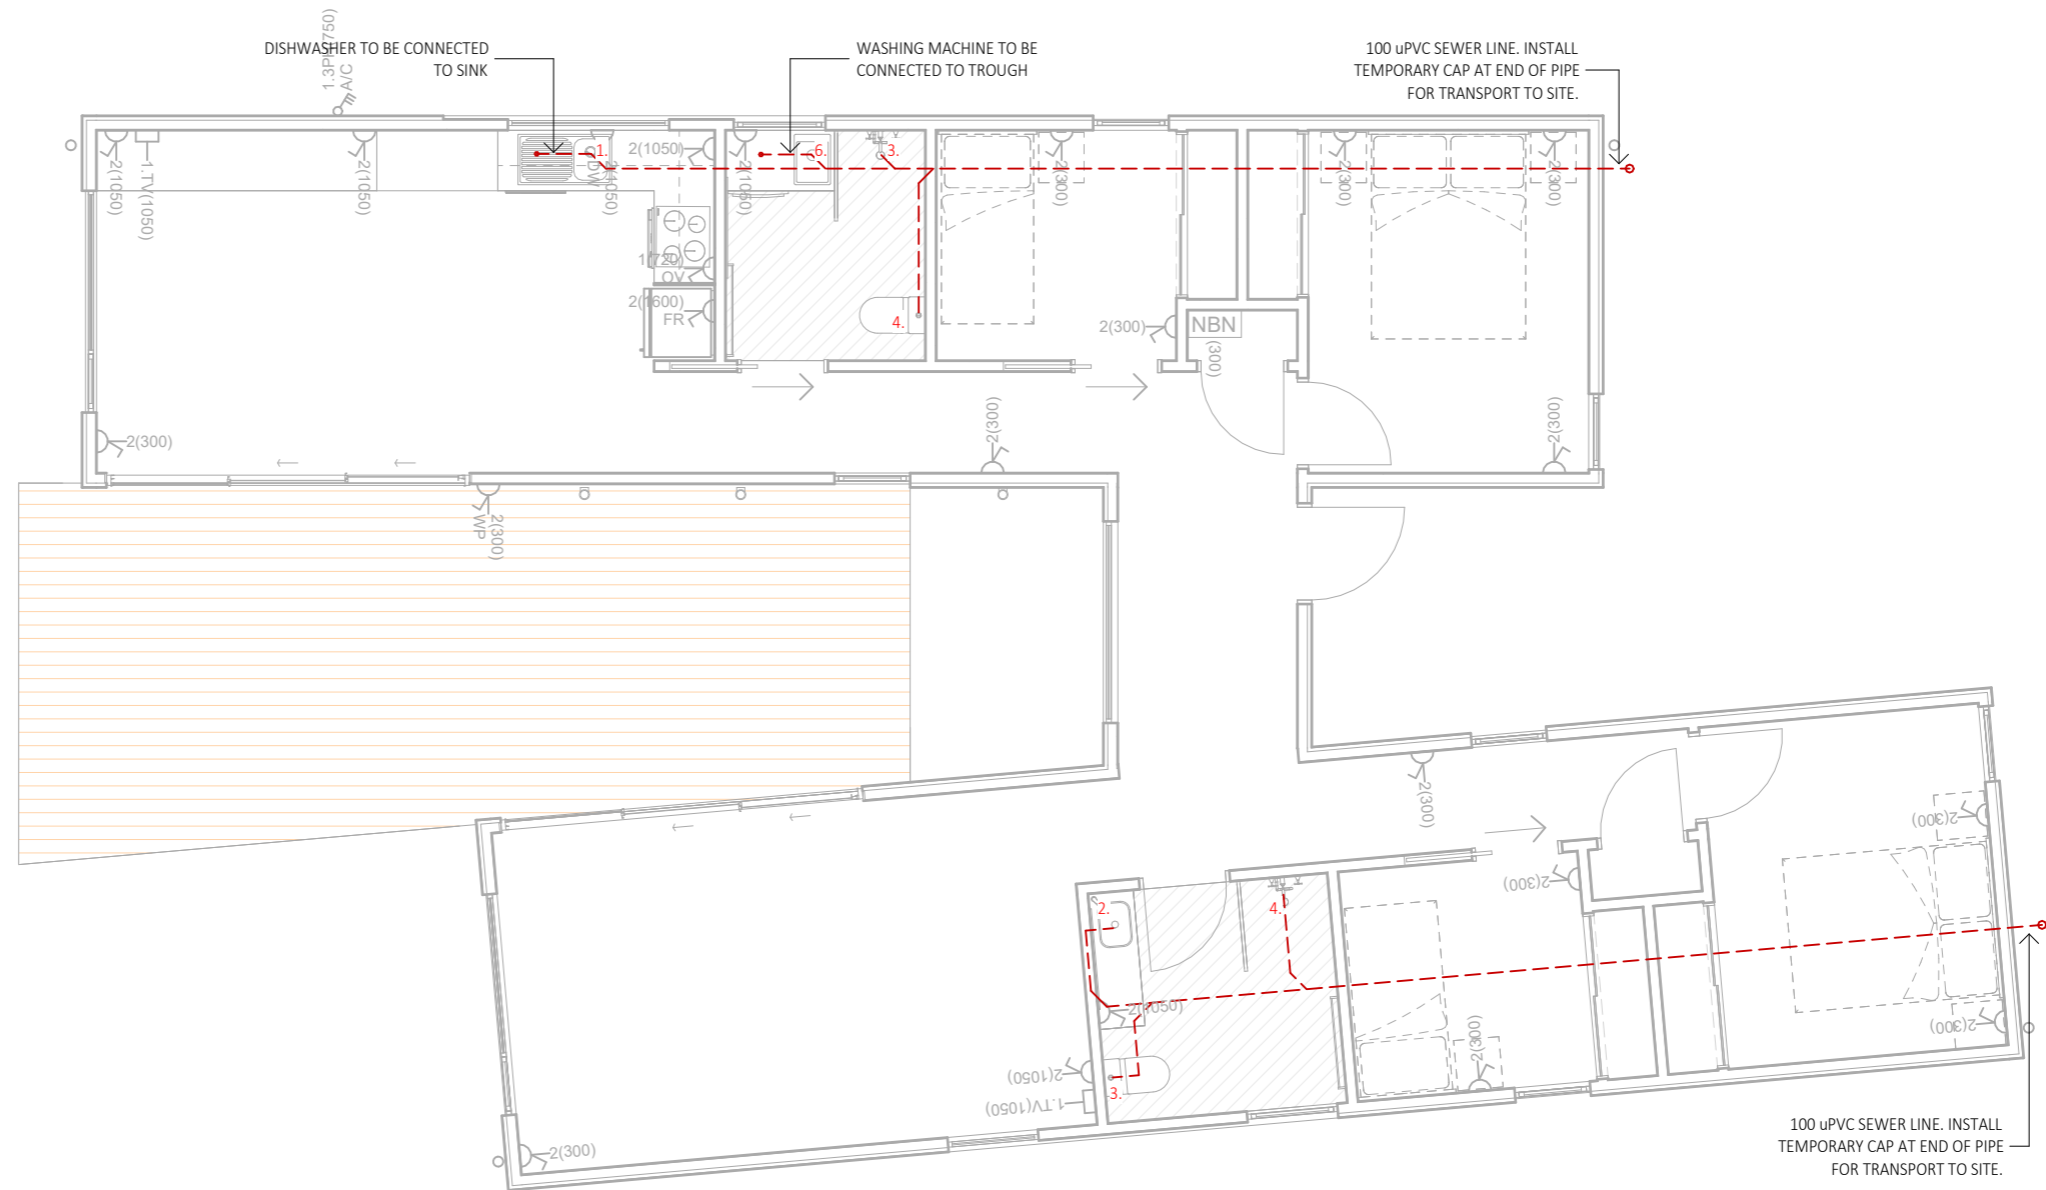 DISHWASHER TO BE CONNECTED
TO SINK
WASHING MACHINE TO BE
CONNECTED TO TROUGH
100 uPVC SEWER LINE. INSTALL
TEMPORARY CAP AT END OF PIPE
FOR TRANSPORT TO SITE.
A/C
2(1050)
1.TV(1050)
2(1050)
1.
DW
2(1050)
2(1050)
6.
3.
2(300)
2(300)
2(300)
1(720)
OV
2(1600)
FR
4.
2(300)
NBN
(300)
2(300)
2(300)
2(300)
2(300)
WP
2(300)
2(300)
2(300)
2.
4.
2(1050)
2(300)
2(300)
2(1050)
3.
1.TV(1050)
2(300)
100 uPVC SEWER LINE. INSTALL
TEMPORARY CAP AT END OF PIPE
FOR TRANSPORT TO SITE.